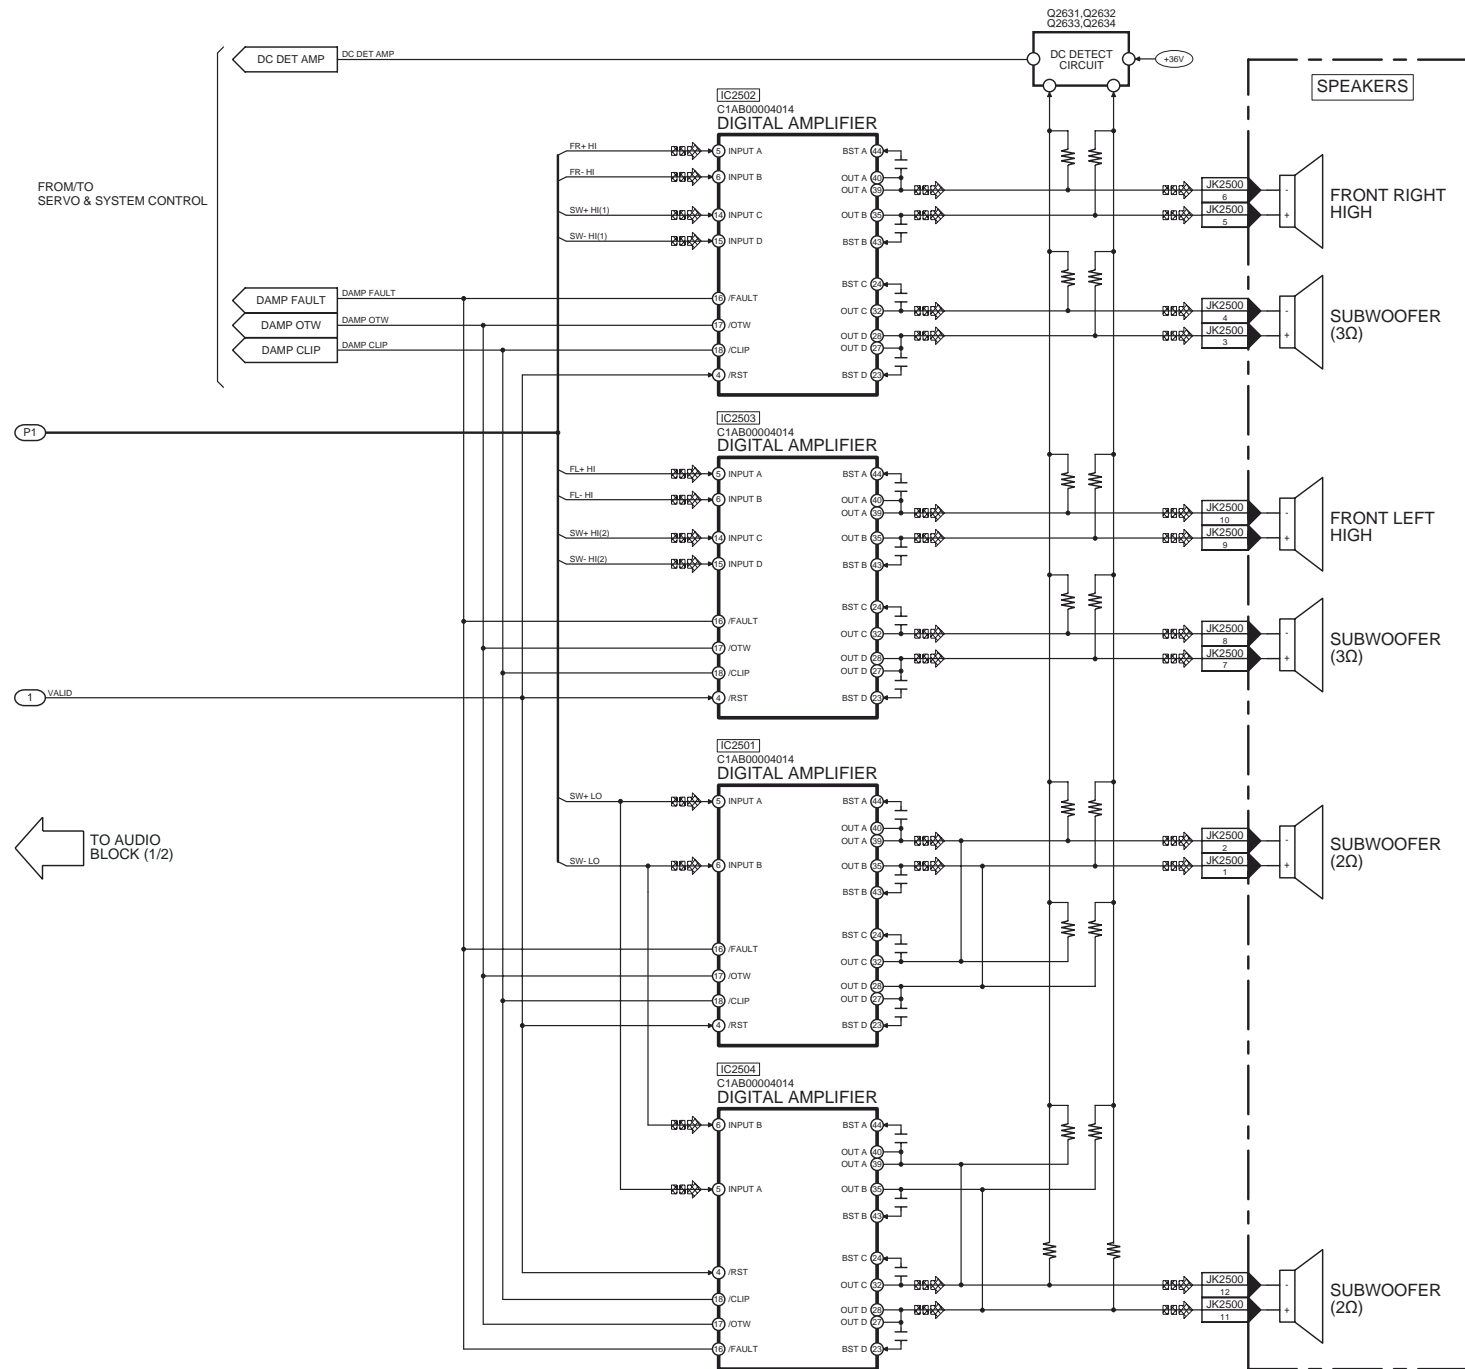 Q2631,Q2632
Q2633,Q2634
DC DET AMP
DC DET AMP
DC DETECT
CIRCUIT
+36V
SPEAKERS
FROM/TO
SERVO & SYSTEM CONTROL
IC2502
C1AB00004014
DIGITAL AMPLIFIER
FR+ HI
5 INPUT A
BST A 44
FR- HI
6 INPUT B
OUT A 40
OUT A 39
SW+ HI(1)
14 INPUT C
OUT B 35
SW- HI(1)
15 INPUT D
BST B 43
JK2500
6
-
JK2500
5
+
FRONT RIGHT
HIGH
BST C 24
DAMP FAULT
DAMP FAULT
16 /FAULT
OUT C 32
DAMP OTW
DAMP OTW
17 /OTW
OUT D 28
DAMP CLIP
DAMP CLIP
18 /CLIP
OUT D 27
4 /RST
BST D 23
JK2500
4
-
JK2500
3
+
SUBWOOFER
(3Ω)
P1
IC2503
C1AB00004014
DIGITAL AMPLIFIER
FL+ HI
5 INPUT A
BST A 44
FL- HI
6 INPUT B
OUT A 40
OUT A 39
SW+ HI(2)
14 INPUT C
OUT B 35
SW- HI(2)
15 INPUT D
BST B 43
JK2500
10
-
JK2500
9
+
FRONT LEFT
HIGH
BST C 24
16 /FAULT
OUT C 32
17 /OTW
OUT D 28
18 /CLIP
OUT D 27
1
VALID
4 /RST
BST D 23
JK2500
8
-
JK2500
7
+
SUBWOOFER
(3Ω)
IC2501
C1AB00004014
DIGITAL AMPLIFIER
SW+ LO
5 INPUT A
BST A 44
OUT A 40
OUT A 39
TO AUDIO
BLOCK (1/2)
SW- LO
6 INPUT B
OUT B 35
BST B 43
JK2500
2
-
JK2500
1
+
SUBWOOFER
(2Ω)
BST C 24
16 /FAULT
OUT C 32
17 /OTW
OUT D 28
18 /CLIP
OUT D 27
4 /RST
BST D 23
IC2504
C1AB00004014
DIGITAL AMPLIFIER
6 INPUT B
BST A 44
OUT A 40
OUT A 39
5 INPUT A
OUT B 35
BST B 43
BST C 24
4 /RST
OUT C 32
18 /CLIP
OUT D 28
17 /OTW
OUT D 27
16 /FAULT
BST D 23
JK2500
12
-
JK2500
11
+
SUBWOOFER
(2Ω)